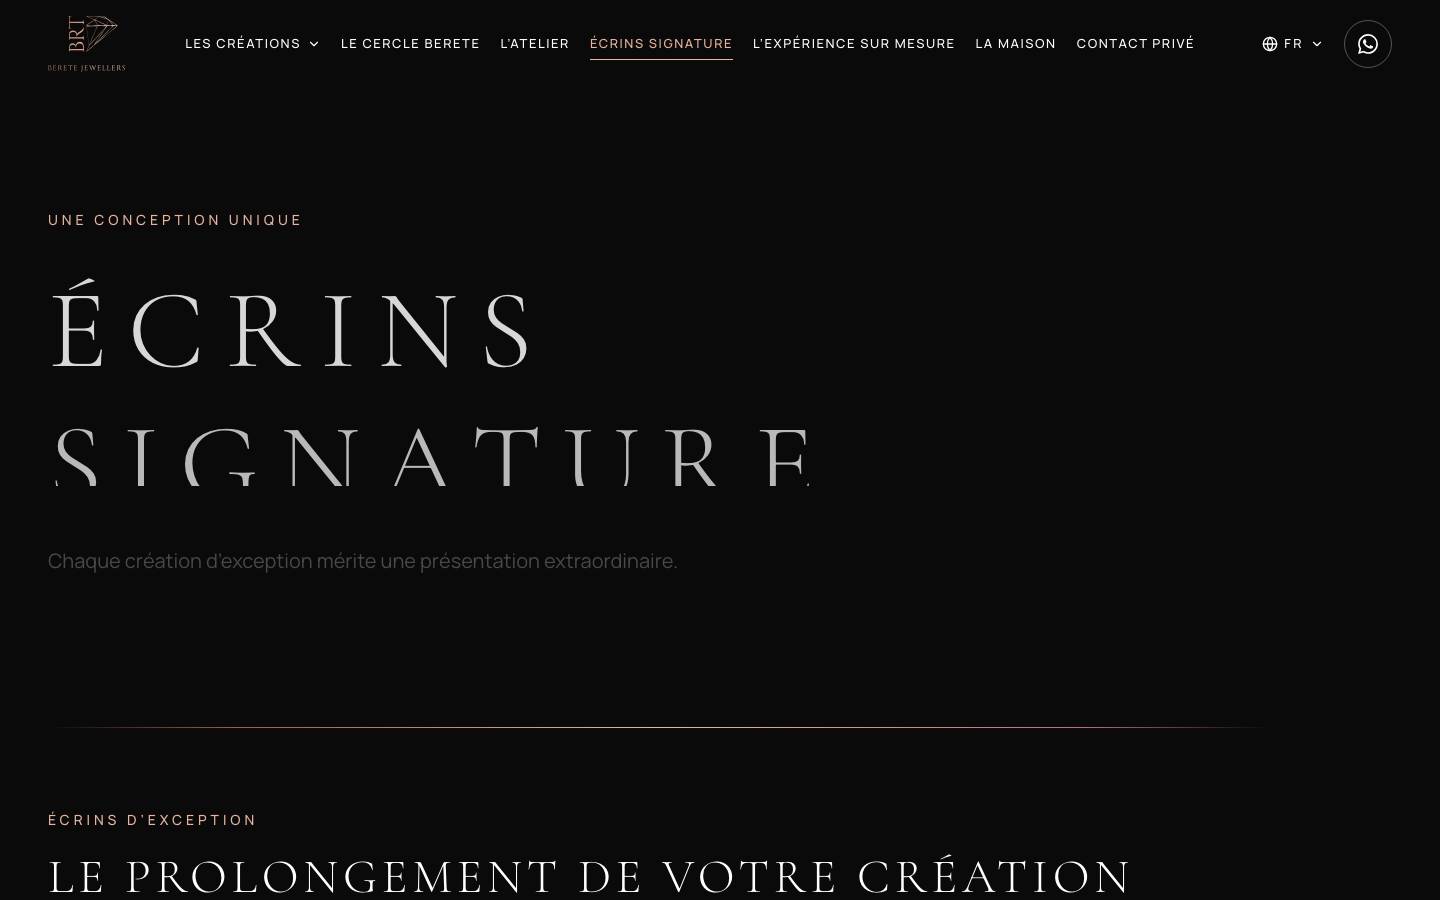 BRT
BERETE JEWELLERS
LES CRÉATIONS
LE CERCLE BERETE
L'ATELIER
ÉCRINS SIGNATURE
L'EXPÉRIENCE SUR MESURE
LA MAISON
CONTACT PRIVÉ
FR
UNE CONCEPTION UNIQUE
ÉCRINS
SIGNATURE
Chaque création d'exception mérite une présentation extraordinaire.
ÉCRINS D'EXCEPTION
LE PROLONGEMENT DE VOTRE CRÉATION